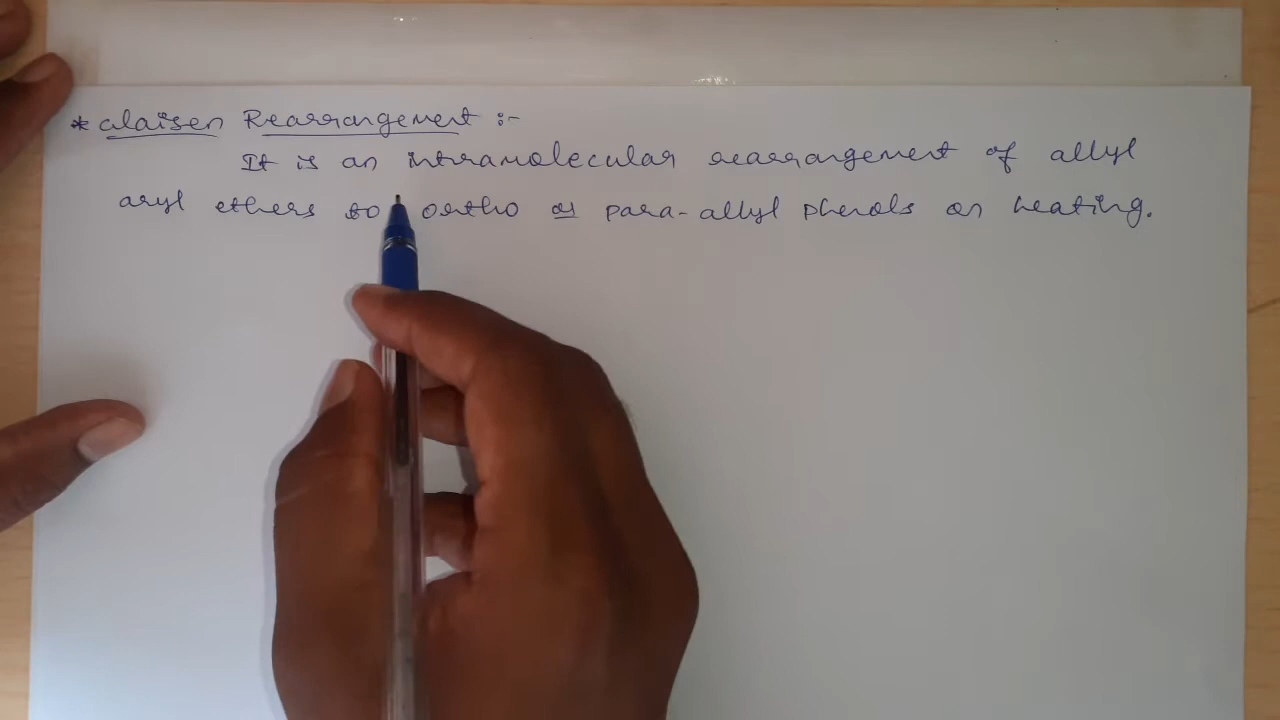 * Claisen Rearrangement :-
It is an intramolecular rearrangement of allyl
aryl ethers to ortho or para-allyl phenols on heating.